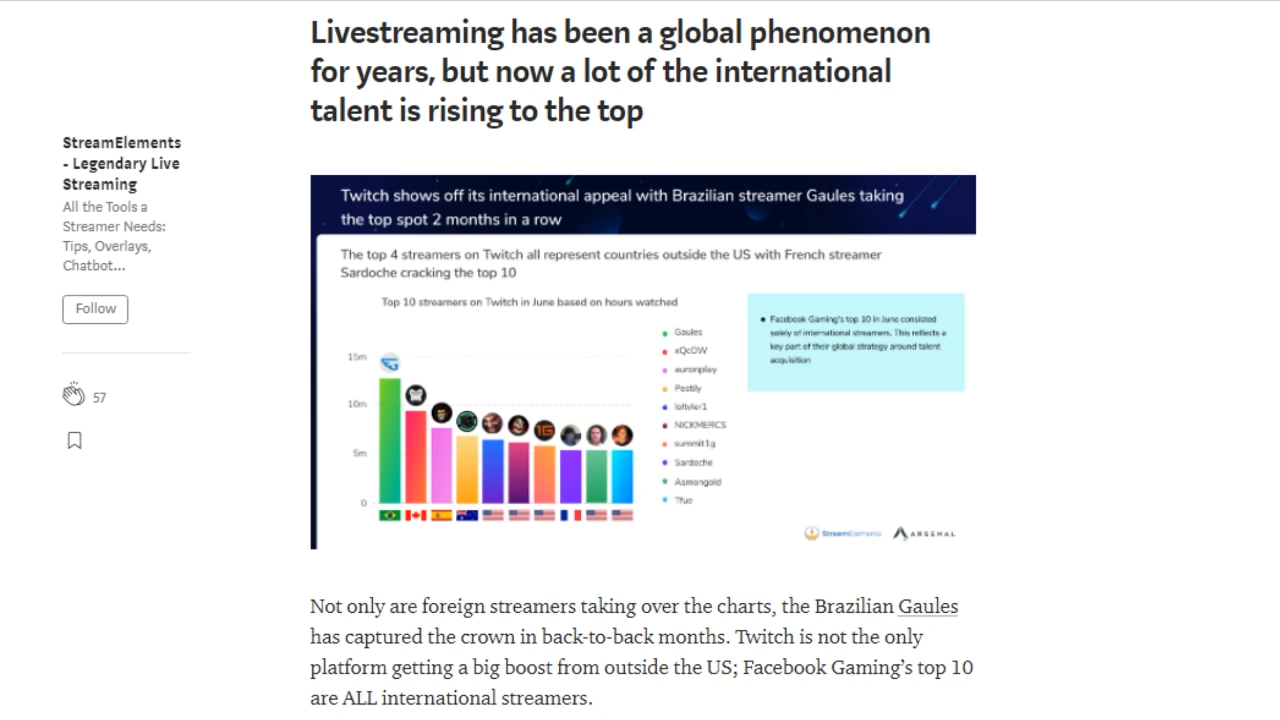 Livestreaming has been a global phenomenon
for years, but now a lot of the international
talent is rising to the top
StreamElements
- Legendary Live
Streaming
All the Tools a
Streamer Needs:
Tips, Overlays,
Chatbot...
Follow
57
Twitch shows off its international appeal with Brazilian streamer Gaules taking
the top spot 2 months in a row
The top 4 streamers on Twitch all represent countries outside the US with French streamer
Sardoche cracking the top 10
Top 10 streamers on Twitch in June based on hours watched
15m
10m
5m
0
Gaules
xQcOW
auronplay
Pestily
loltyler1
NICKMERCS
summit1g
Sardoche
Asmongold
Tfue
Facebook Gaming's top 10 in June consisted
solely of international streamers. This reflects a
key part of their global strategy around talent
acquisition
StreamElements
ARSENAL
Not only are foreign streamers taking over the charts, the Brazilian Gaules
has captured the crown in back-to-back months. Twitch is not the only
platform getting a big boost from outside the US; Facebook Gaming’s top 10
are ALL international streamers.